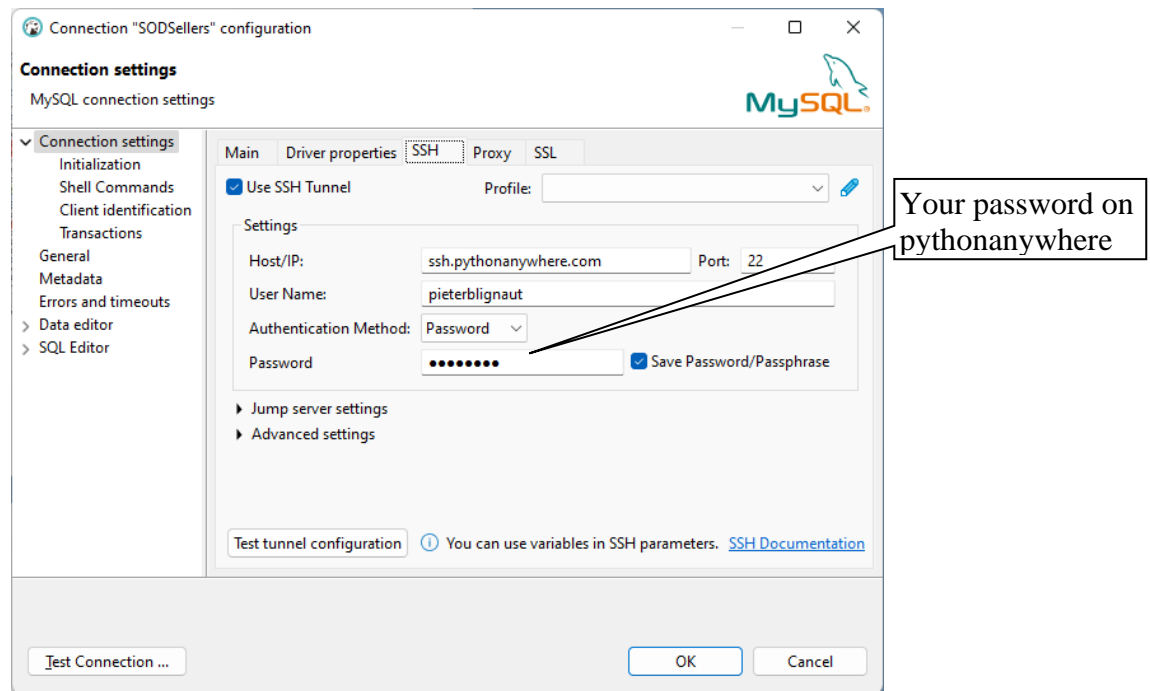 Connection "SODSellers" configuration
Connection settings
MySQL connection settings
MySQL®
Connection settings
Initialization
Shell Commands
Client identification
Transactions
General
Metadata
Errors and timeouts
Data editor
SQL Editor
Main Driver properties SSH Proxy SSL
Use SSH Tunnel Profile:
Settings
Host/IP: ssh.pythonanywhere.com Port: 22
User Name: pieterblignaut
Authentication Method: Password
Password •••••••• Save Password/Passphrase
Jump server settings
Advanced settings
Test tunnel configuration You can use variables in SSH parameters. SSH Documentation
Test Connection ... OK Cancel
Your password on
pythonanywhere